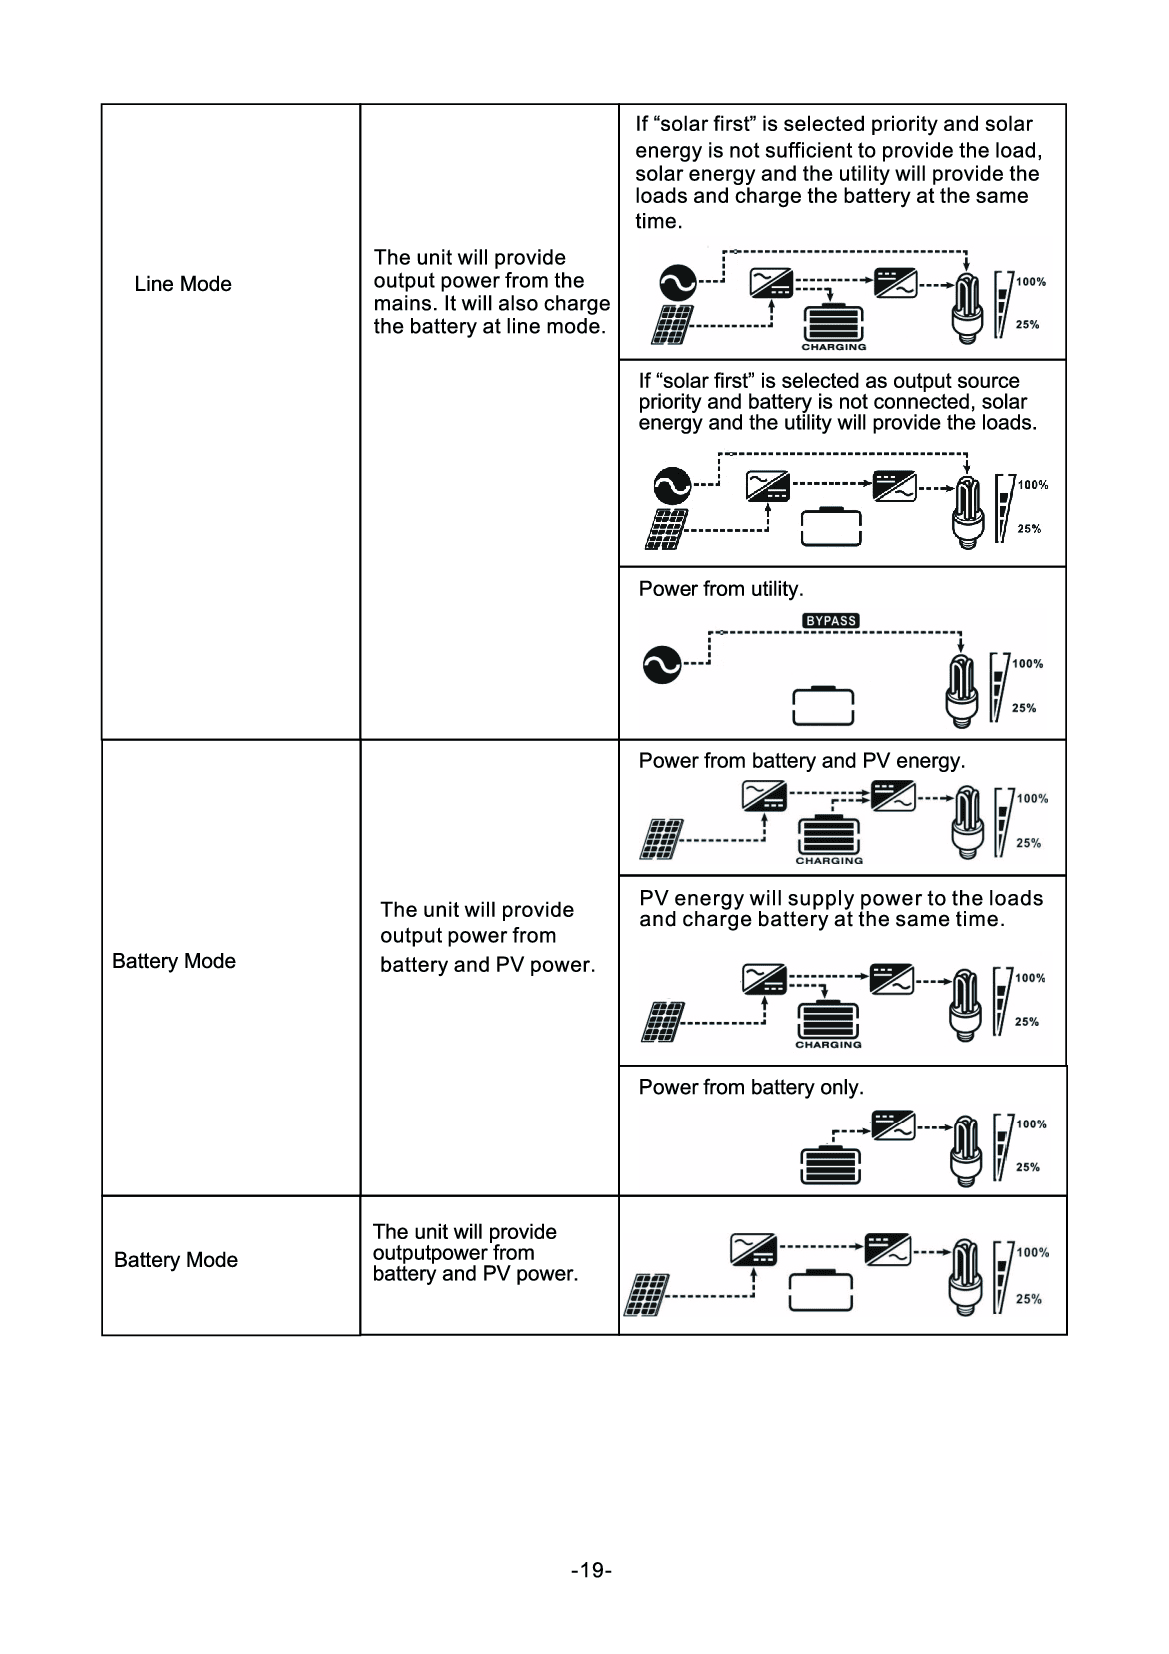 Line Mode
The unit will provide
output power from the
mains. It will also charge
the battery at line mode.
If “solar first” is selected priority and solar
energy is not sufficient to provide the load,
solar energy and the utility will provide the
loads and charge the battery at the same
time.
100%
25%
CHARGING
If “solar first” is selected as output source
priority and battery is not connected, solar
energy and the utility will provide the loads.
100%
25%
Power from utility.
BYPASS
100%
25%
Battery Mode
The unit will provide
output power from
battery and PV power.
Power from battery and PV energy.
100%
25%
CHARGING
PV energy will supply power to the loads
and charge battery at the same time.
100%
25%
CHARGING
Power from battery only.
100%
25%
Battery Mode
The unit will provide
outputpower from
battery and PV power.
100%
25%
-19-